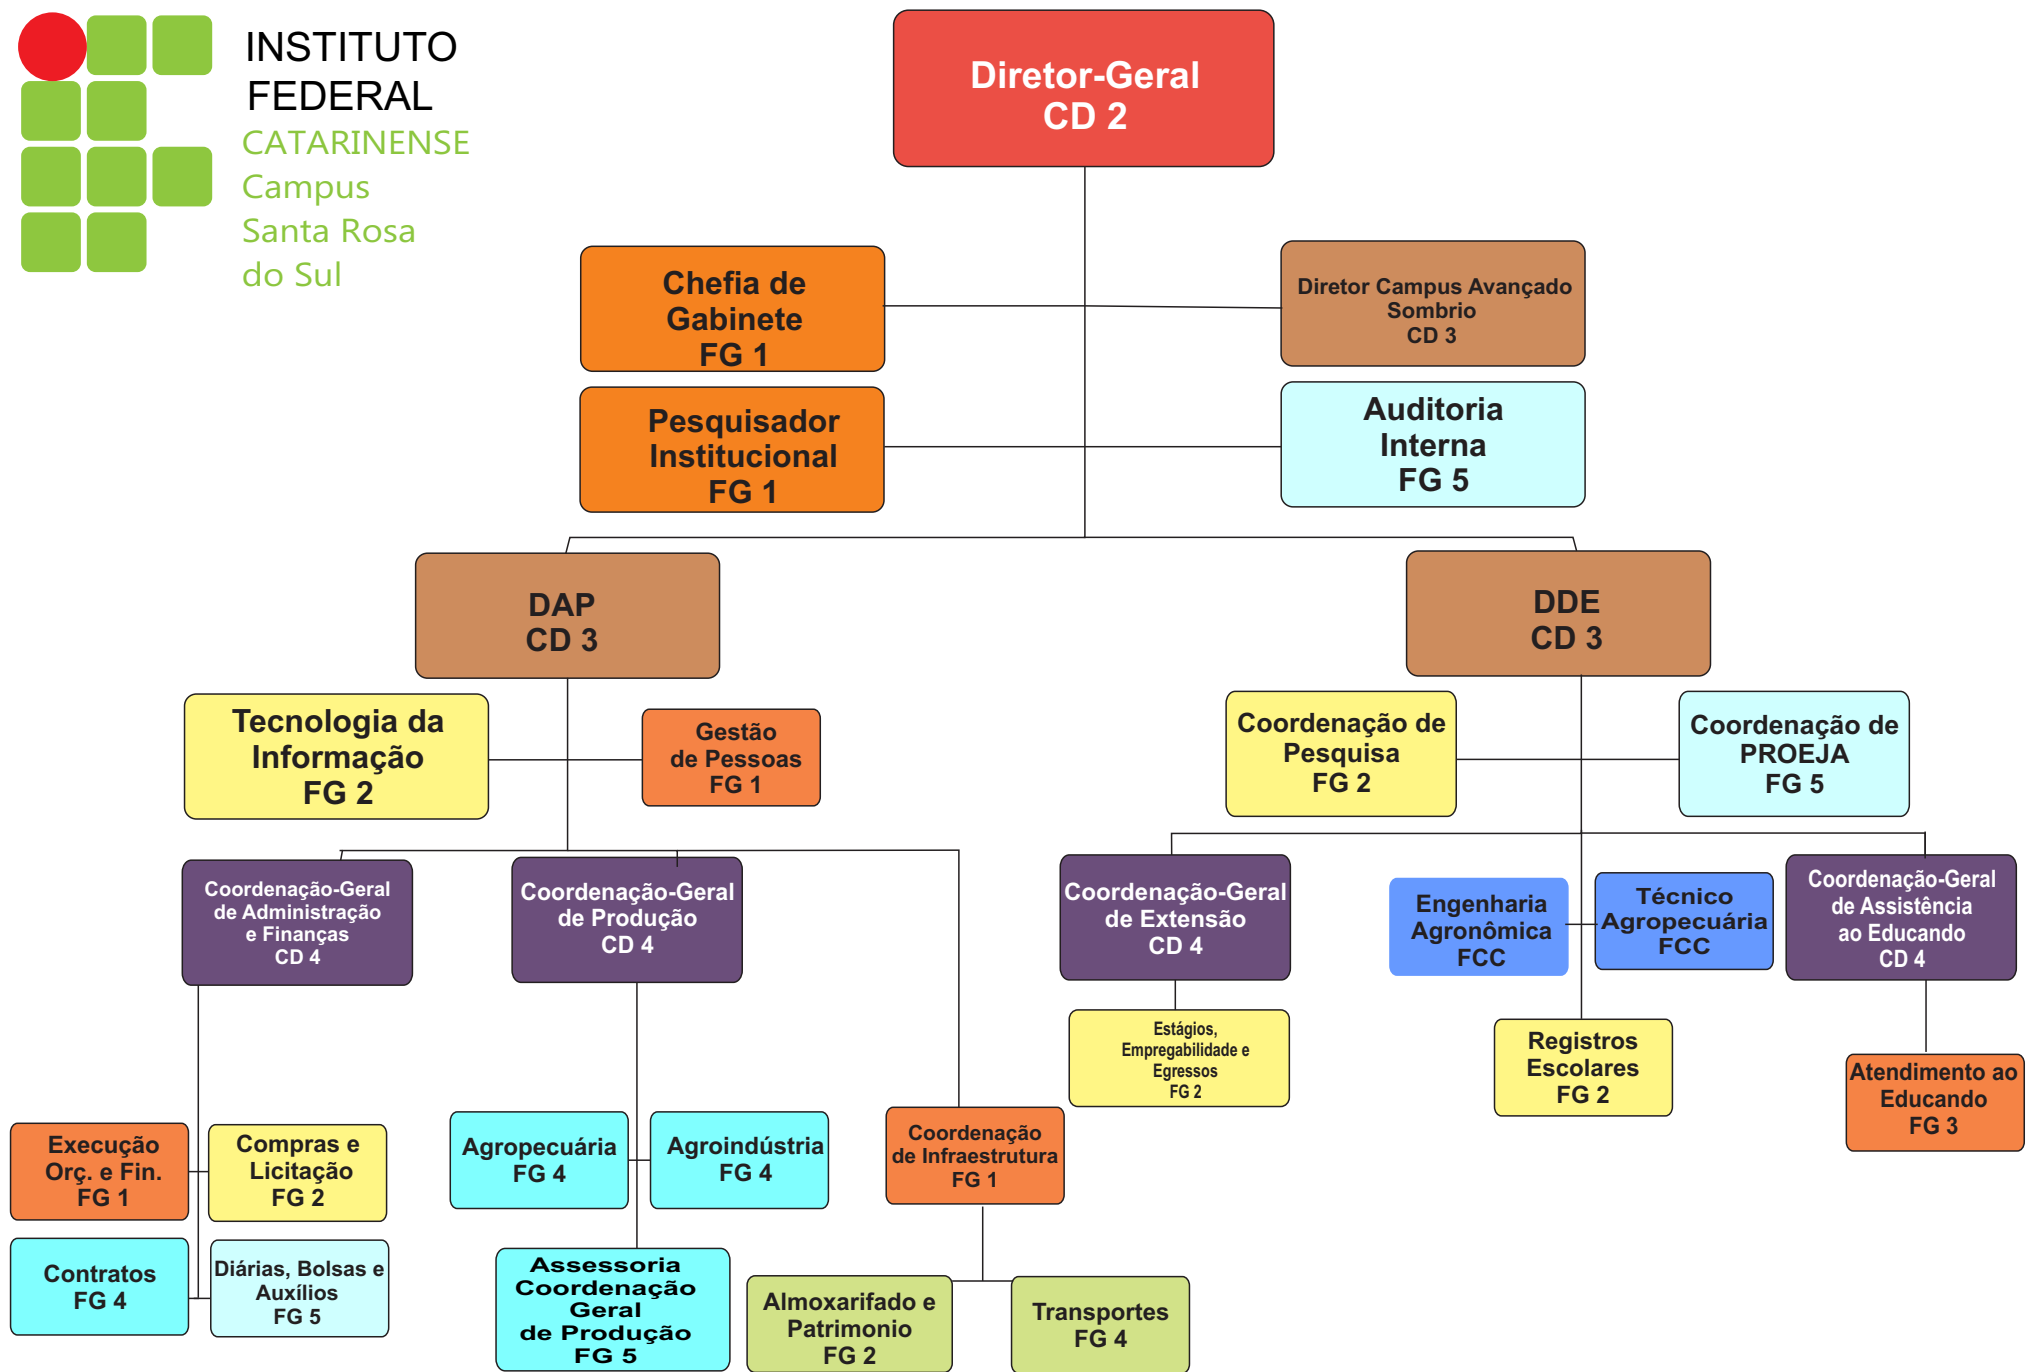 INSTITUTO
FEDERAL
CATARINENSE
Campus
Santa Rosa
do Sul
Diretor-Geral
CD 2
Chefia de
Gabinete
FG 1
Diretor Campus Avançado
Sombrio
CD 3
Pesquisador
Institucional
FG 1
Auditoria
Interna
FG 5
DAP
CD 3
DDE
CD 3
Tecnologia da
Informação
FG 2
Gestão
de Pessoas
FG 1
Coordenação de
Pesquisa
FG 2
Coordenação de
PROEJA
FG 5
Coordenação-Geral
de Administração
e Finanças
CD 4
Coordenação-Geral
de Produção
CD 4
Coordenação-Geral
de Extensão
CD 4
Engenharia
Agronômica
FCC
Técnico
Agropecuária
FCC
Coordenação-Geral
de Assistência
ao Educando
CD 4
Estágios,
Empregabilidade e
Egressos
FG 2
Registros
Escolares
FG 2
Atendimento ao
Educando
FG 3
Execução
Orç. e Fin.
FG 1
Compras e
Licitação
FG 2
Agropecuária
FG 4
Agroindústria
FG 4
Coordenação
de Infraestrutura
FG 1
Contratos
FG 4
Diárias, Bolsas e
Auxílios
FG 5
Assessoria
Coordenação
Geral
de Produção
FG 5
Almoxarifado e
Patrimonio
FG 2
Transportes
FG 4